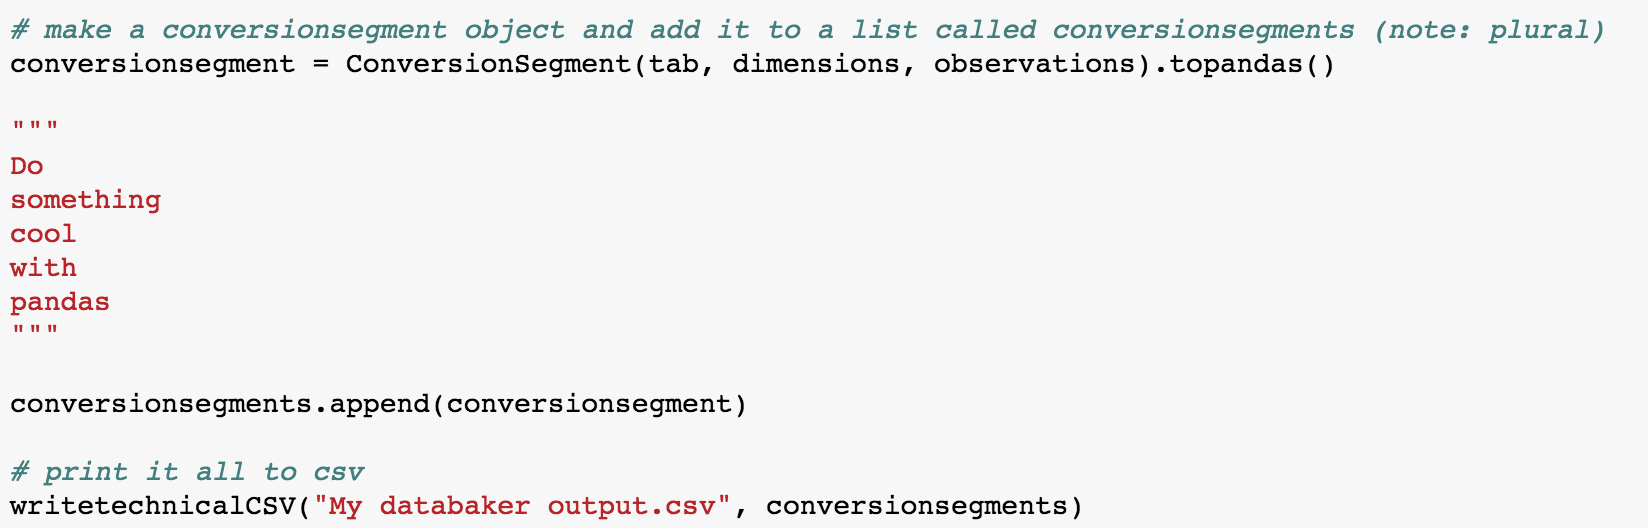 # make a conversionsegment object and add it to a list called conversionsegments (note: plural)
conversionsegment = ConversionSegment(tab, dimensions, observations).topandas()
"""
Do
something
cool
with
pandas
"""
conversionsegments.append(conversionsegment)
# print it all to csv
writetechnicalCSV("My databaker output.csv", conversionsegments)